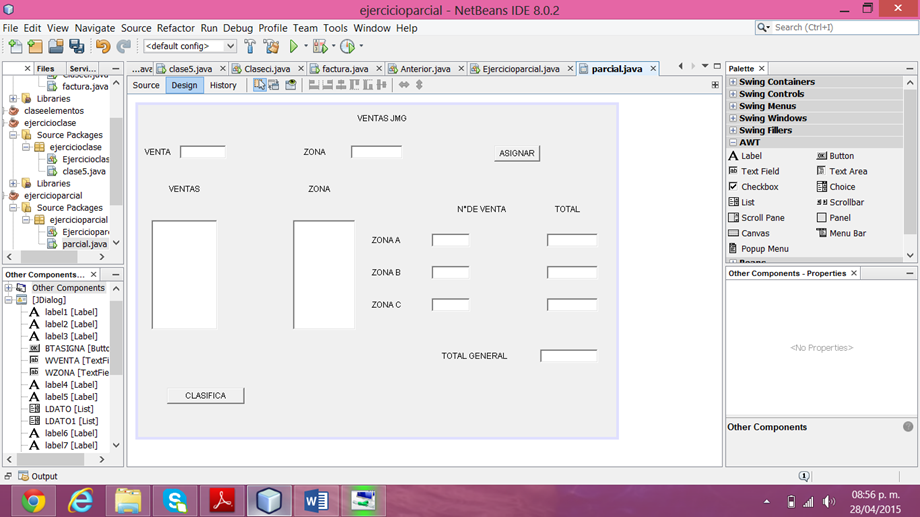 ejercicioparcial - NetBeans IDE 8.0.2
File Edit View Navigate Source Refactor Run Debug Profile Team Tools Window Help
Search (Ctrl+I)
<default config>
Files Servi...
...ava clase5.java Claseci.java factura.java Anterior.java Ejercicioparcial.java parcial.java
Source Design History
Claseci.java
factura.java
Libraries
claseelementos
ejercicioclase
Source Packages
ejercicioclase
Ejercicioclas
clase5.java
Libraries
ejercicioparcial
Source Packages
ejercicioparcial
Ejerciciopar
parcial.java
Other Components...
Other Components
[JDialog]
label1 [Label]
label2 [Label]
label3 [Label]
BTASIGNA [Butto
WVENTA [TextFi
WZONA [TextFie
label4 [Label]
label5 [Label]
LDATO [List]
LDATO1 [List]
label6 [Label]
label7 [Label]
VENTAS JMG
VENTA ZONA ASIGNAR
VENTAS ZONA
N°DE VENTA TOTAL
ZONA A
ZONA B
ZONA C
TOTAL GENERAL
CLASIFICA
Palette
Swing Containers
Swing Controls
Swing Menus
Swing Windows
Swing Fillers
AWT
Label Button
Text Field Text Area
Checkbox Choice
List Scrollbar
Scroll Pane Panel
Canvas Menu Bar
Popup Menu
Beans
Other Components - Properties
<No Properties>
Other Components
Output
1
08:56 p. m.
28/04/2015